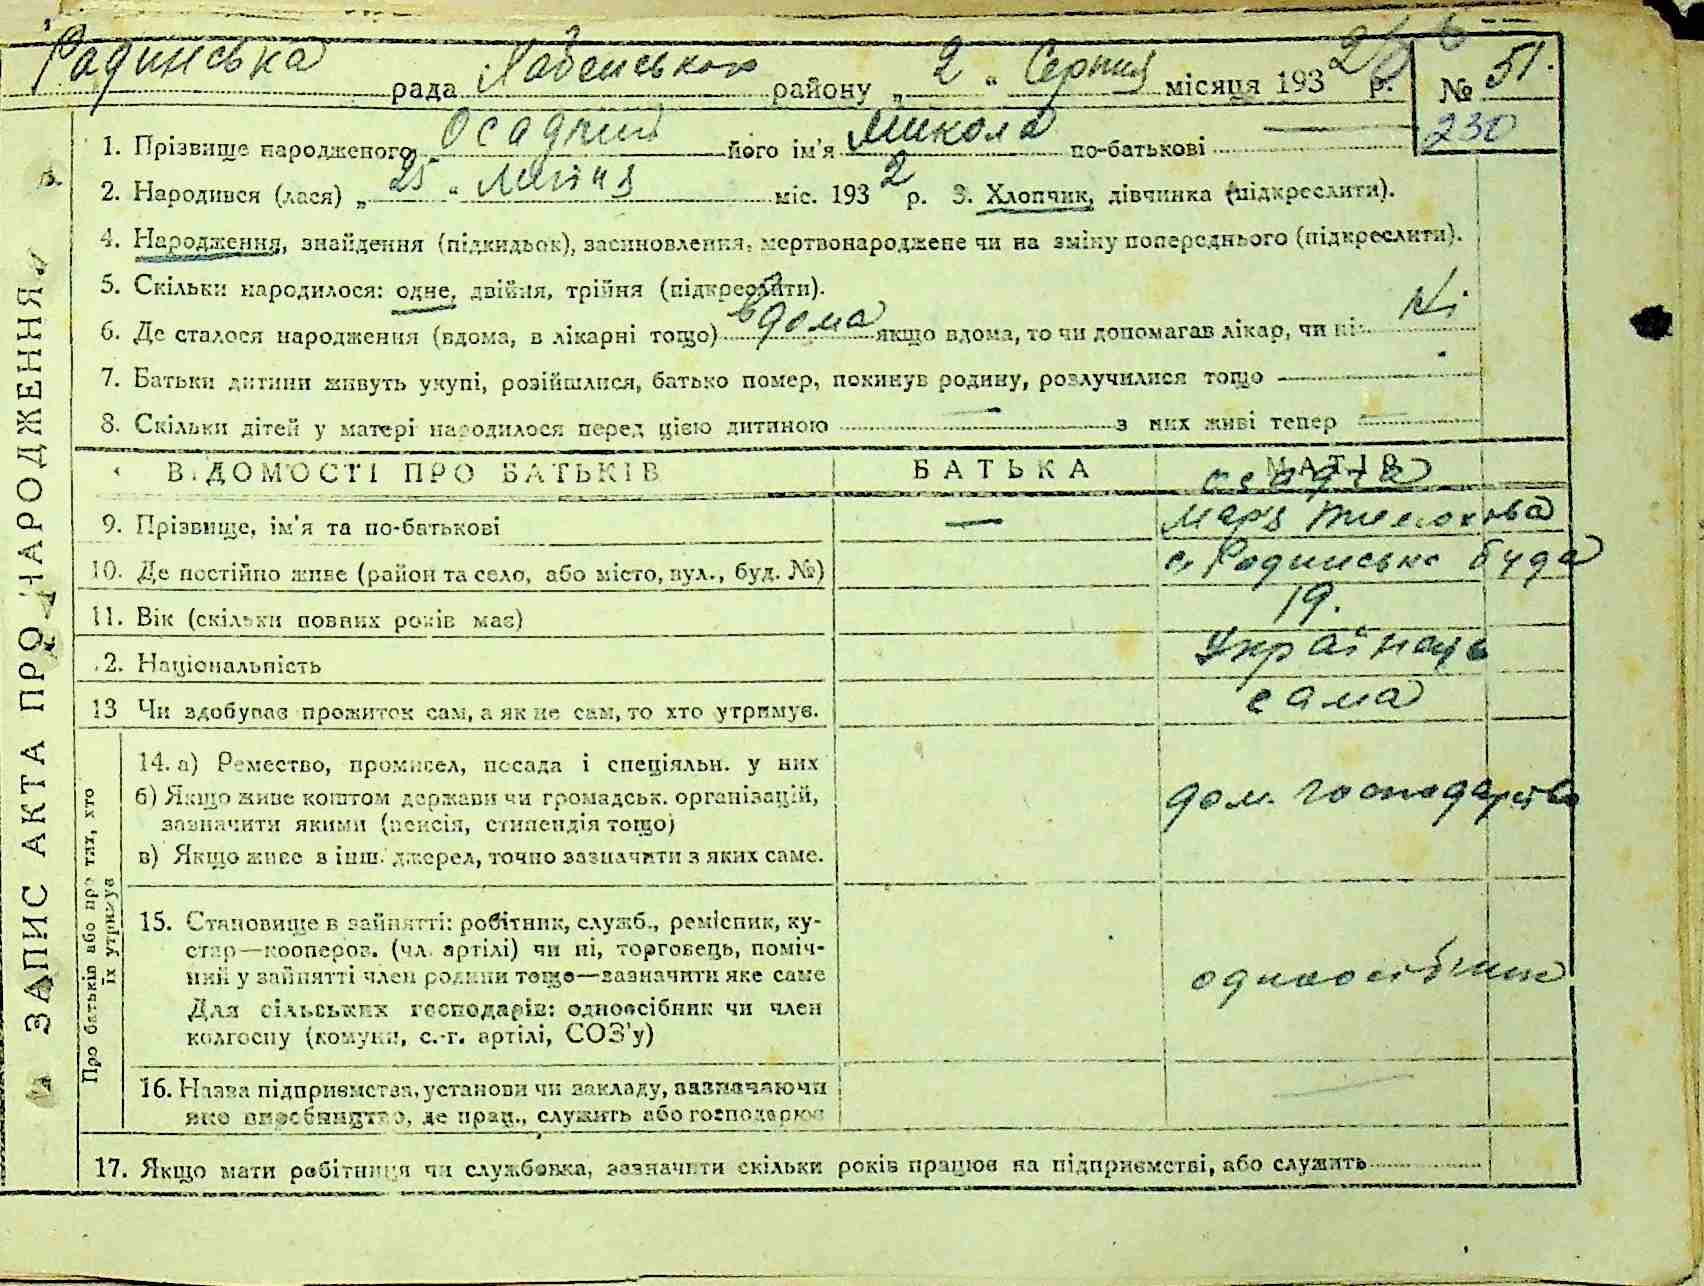 Радинська рада Хабенського району „ 2 “ Серпня місяця 1932 р. № 51.
230
1. Прізвище народженого Осадчий його ім'я Микола по-батькові —
2. Народився (лася) „ 25 “ Липня міс. 1932 р. 3. Хлопчик, дівчинка (підкреслити).
4. Народження, знайдення (підкидьок), засиновлення, мертвонароджене чи на зміну попереднього (підкреслити).
5. Скільки народилося: одне, двійня, трійня (підкреслити).
6. Де сталося народження (вдома, в лікарні тощо) вдома якщо вдома, то чи допомагав лікар, чи ні: Ні
7. Батьки дитини живуть укупі, розійшлися, батько помер, покинув родину, розлучилися тощо
8. Скільки дітей у матері народилося перед цією дитиною — з них живі тепер —
ВІДОМОСТІ ПРО БАТЬКІВ БАТЬКА МАТІР
Осадча
9. Прізвище, ім'я та по-батькові — Мар'я
10. Де постійно живе (район та село, або місто, вул., буд. №) с. Радинська буда
11. Вік (скільки повних років має) 19.
12. Національність Українець
13 Чи здобуває прожиток сам, а як не сам, то хто утримує. сама
14. а) Ремество, промисел, посада і спеціяльн. у них
б) Якщо живе коштом держави чи громадськ. організацій, дом. господарство
зазначити якими (пенсія, стипендія тощо)
в) Якщо живе з інш. джерел, точно зазначити з яких саме.
15. Становище в зайнятті: робітник, служб., ремісник, ку-
стар—кооперов. (чл. артілі) чи ні, торговець, поміч-
ний у зайнятті член родини тощо—зазначити яке саме одноосібник
Для сільських господарів: одноосібник чи член
колгоспу (комуни, с.-г. артілі, СОЗ'у)
16. Назва підприємства, установи чи закладу, зазначаючи —
яке виробництво, де прац., служить або господарює
17. Якщо мати робітниця чи службовка, зазначити скільки років працює на підприємстві, або служить
Про батьків або про тих, хто
їх утримує
ЗАПИС АКТА ПРО НАРОДЖЕННЯ